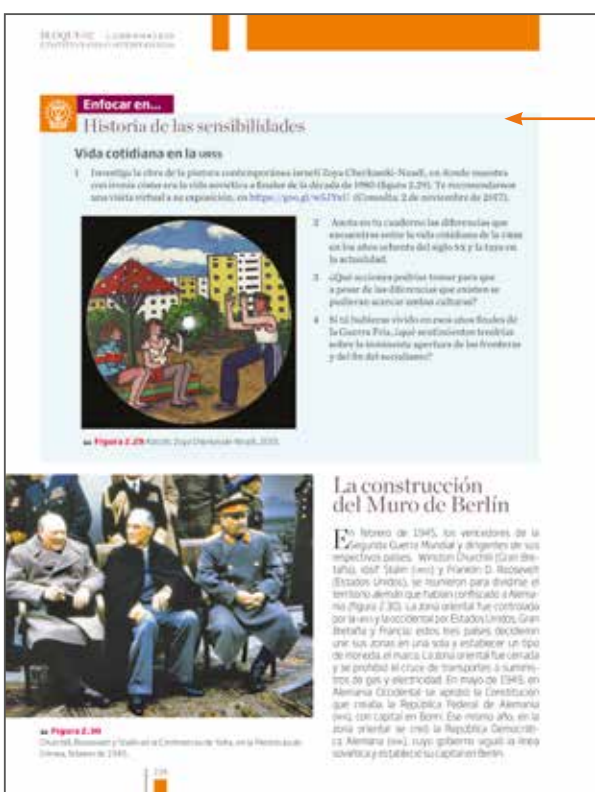 BLOQUE 02
Enfocar en...
Historia de las sensibilidades
Vida cotidiana en la URSS
1 Investiga la obra de la pintora contemporánea israelí Zoya Cherkasski-Nnadi, en donde muestra
con ironía cómo era la vida soviética a finales de la década de 1980 (figura 2.29). Te recomendamos
una visita virtual a su exposición, en (Consulta: 2 de noviembre de 2017).
2 Anota en tu cuaderno las diferencias que
encuentras entre la vida cotidiana de la URSS
en los años ochenta del siglo XX y la tuya en
la actualidad.
3 ¿Qué acciones podrías tomar para que
a pesar de las diferencias que existen se
pudieran acercar ambas culturas?
4 Si tú hubieras vivido en esos años finales de
la Guerra Fría, ¿qué sentimientos tendrías
sobre la inminente apertura de las fronteras
y del fin del socialismo?
Figura 2.29 Zoya Cherkasski-Nnadi, 2015.
La construcción
del Muro de Berlín
En febrero de 1945, los vencedores de la
Segunda Guerra Mundial y dirigentes de sus
respectivos países, Winston Churchill (Gran Bre-
taña), Iósif Stalin (URSS) y Franklin D. Roosevelt
(Estados Unidos), se reunieron para dividirse el
territorio alemán que habían confiscado a Alema-
nia (figura 2.30). La zona oriental fue controlada
por la URSS y la occidental por Estados Unidos, Gran
Bretaña y Francia; estos tres países decidieron
unir sus zonas en una sola y establecer un tipo
de moneda, el marco. La zona oriental fue cerrada
y se prohibió el cruce de transportes o suminis-
tros de gas y electricidad. En mayo de 1949, en
Alemania Occidental se aprobó la Constitución
que creaba la República Federal de Alemania
con capital en Bonn. Ese mismo año, en la
zona oriental se creó la República Democráti-
ca Alemana cuyo gobierno siguió la línea
soviética y estableció su capital en Berlín.
Figura 2.30
Churchill, Roosevelt y Stalin en la Conferencia de Yalta, en la Península de
Crimea, febrero de 1945.